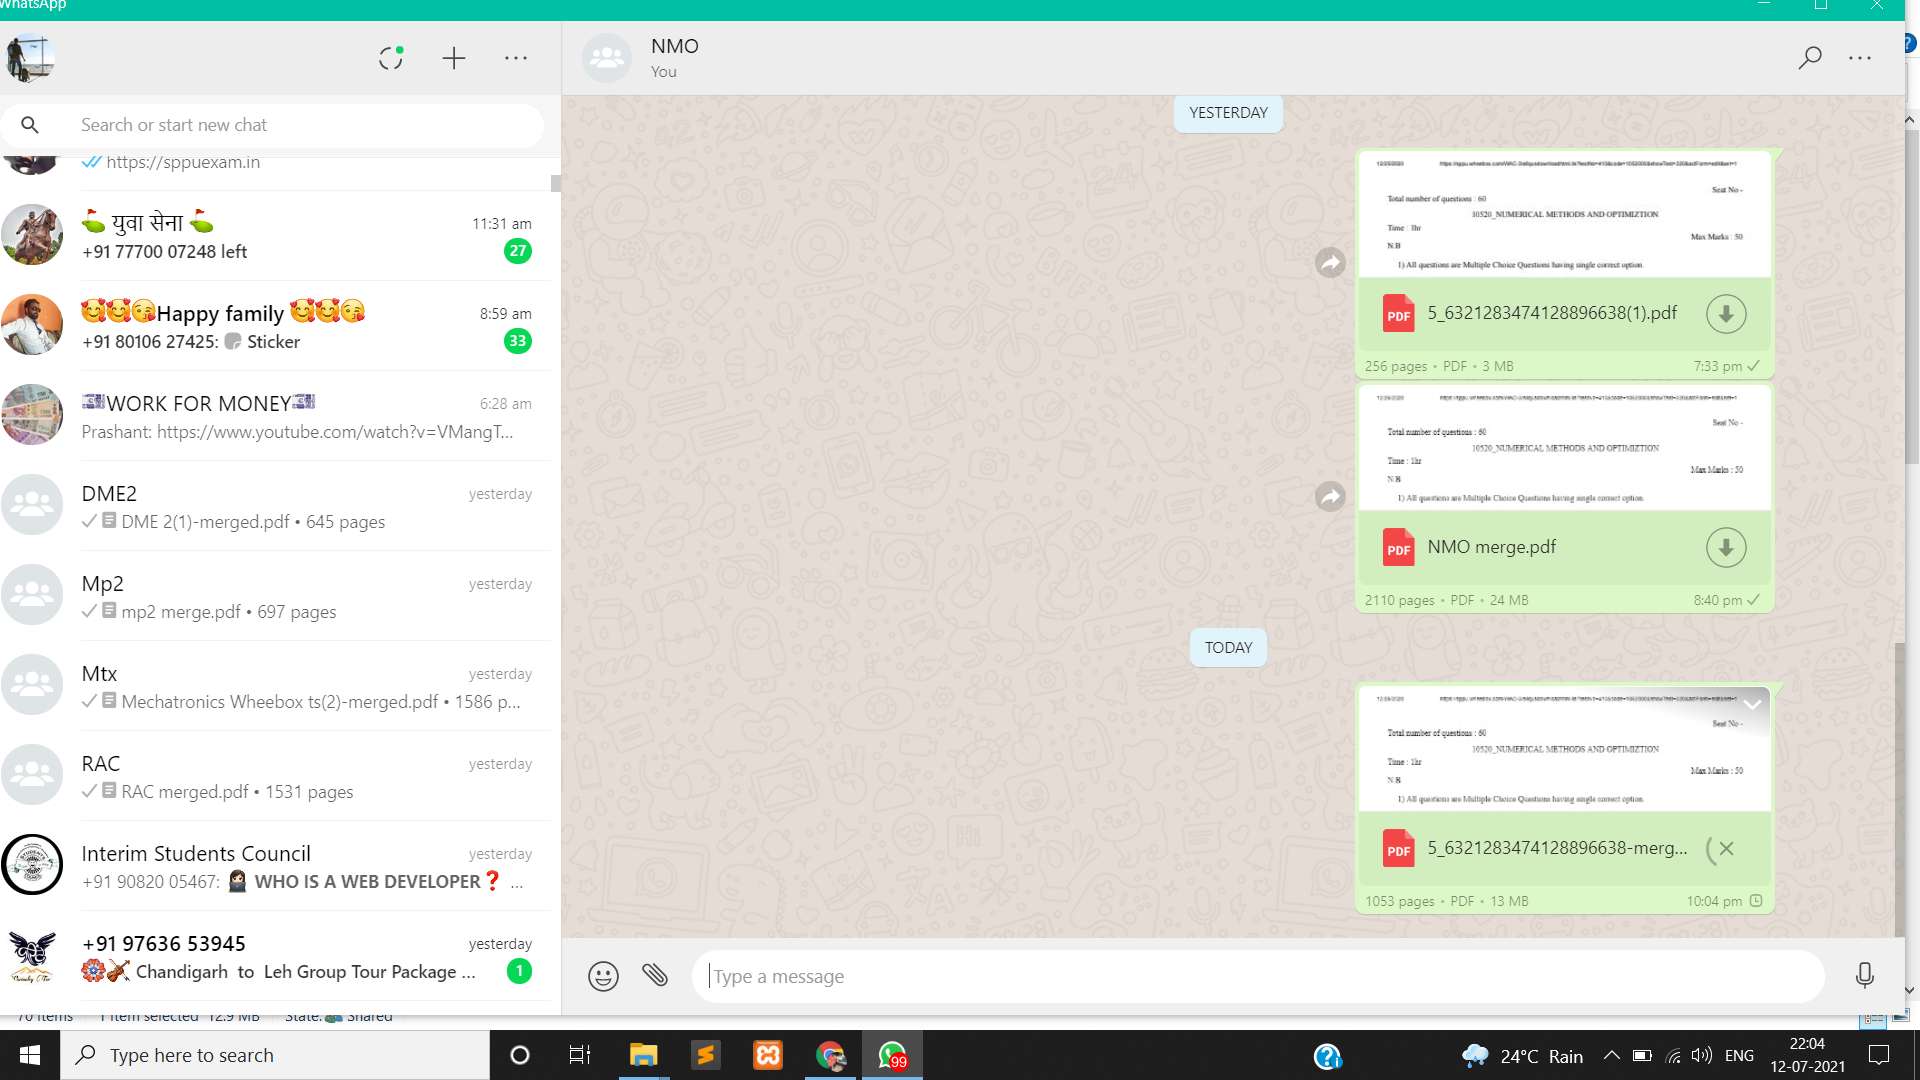 WhatsApp
Search or start new chat
https://sppuexam.in
युवा सेना
11:31 am
+91 77700 07248 left
27
Happy family
8:59 am
+91 80106 27425: Sticker
33
WORK FOR MONEY
6:28 am
Prashant: https://www.youtube.com/watch?v=VMangT...
DME2
yesterday
DME 2(1)-merged.pdf • 645 pages
Mp2
yesterday
mp2 merge.pdf • 697 pages
Mtx
yesterday
Mechatronics Wheebox ts(2)-merged.pdf • 1586 p...
RAC
yesterday
RAC merged.pdf • 1531 pages
Interim Students Council
yesterday
+91 90820 05467: WHO IS A WEB DEVELOPER❓ ...
+91 97636 53945
yesterday
Chandigarh to Leh Group Tour Package ...
1
NMO
You
YESTERDAY
Seat No -
Total number of questions : 60
10520_NUMERICAL METHODS AND OPTIMIZTION
Time : 1hr
Max Marks : 50
N.B
1) All questions are Multiple Choice Questions having single correct option.
PDF
5_6321283474128896638(1).pdf
256 pages • PDF • 3 MB
7:33 pm
Seat No -
Total number of questions : 60
10520_NUMERICAL METHODS AND OPTIMIZTION
Time : 1hr
Max Marks : 50
N.B
1) All questions are Multiple Choice Questions having single correct option.
PDF
NMO merge.pdf
2110 pages • PDF • 24 MB
8:40 pm
TODAY
Seat No -
Total number of questions : 60
10520_NUMERICAL METHODS AND OPTIMIZTION
Time : 1hr
Max Marks : 50
N.B
1) All questions are Multiple Choice Questions having single correct option.
PDF
5_6321283474128896638-merg...
1053 pages • PDF • 13 MB
10:04 pm
Type a message
70 items 1 item selected 12.9 MB State: Shared
Type here to search
99
24°C Rain
ENG
22:04
12-07-2021